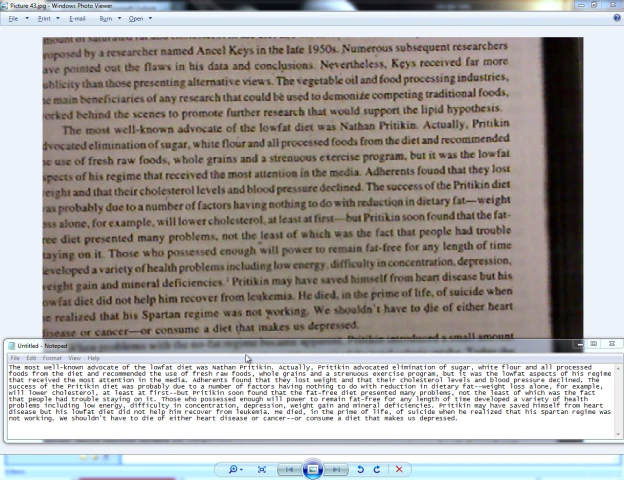 Picture 43.jpg - Windows Photo Viewer
File Print E-mail Burn Open
mount of saturated fat and cholesterol in the diet and
roposed by a researcher named Ancel Keys in the late 1950s. Numerous subsequent researchers
ave pointed out the flaws in his data and conclusions. Nevertheless, Keys received far more
ublicity than those presenting alternative views. The vegetable oil and food processing industries,
e main beneficiaries of any research that could be used to demonize competing traditional foods,
orked behind the scenes to promote further research that would support the lipid hypothesis.
The most well-known advocate of the lowfat diet was Nathan Pritikin. Actually, Pritikin
dvocated elimination of sugar, white flour and all processed foods from the diet and recommended
e use of fresh raw foods, whole grains and a strenuous exercise program, but it was the lowfat
spects of his regime that received the most attention in the media. Adherents found that they lost
eight and that their cholesterol levels and blood pressure declined. The success of the Pritikin diet
as probably due to a number of factors having nothing to do with reduction in dietary fat—weight
ss alone, for example, will lower cholesterol, at least at first—but Pritikin soon found that the fat-
ree diet presented many problems, not the least of which was the fact that people had trouble
taying on it. Those who possessed enough will power to remain fat-free for any length of time
eveloped a variety of health problems including low energy, difficulty in concentration, depression,
eight gain and mineral deficiencies. Pritikin may have saved himself from heart disease but his
owfat diet did not help him recover from leukemia. He died, in the prime of life, of suicide when
e realized that his Spartan regime was not working. We shouldn't have to die of either heart
isease or cancer—or consume a diet that makes us depressed.
Pritikin introduced a small amount
Untitled - Notepad
File Edit Format View Help
The most well-known advocate of the lowfat diet was Nathan Pritikin. Actually, Pritikin advocated elimination of sugar, white flour and all processed
foods from the diet and recommended the use of fresh raw foods, whole grains and a strenuous exercise program, but it was the lowfat aspects of his regime
that received the most attention in the media. Adherents found that they lost weight and that their cholesterol levels and blood pressure declined. The
success of the Pritikin diet was probably due to a number of factors having nothing to do with reduction in dietary fat--weight loss alone, for example,
will lower cholesterol, at least at first--but Pritikin soon found that the fat-free diet presented many problems, not the least of which was the fact
that people had trouble staying on it. Those who possessed enough will power to remain fat-free for any length of time developed a variety of health
problems including low energy, difficulty in concentration, depression, weight gain and mineral deficiencies. Pritikin may have saved himself from heart
disease but his lowfat diet did not help him recover from leukemia. He died, in the prime of life, of suicide when he realized that his spartan regime was
not working. We shouldn't have to die of either heart disease or cancer--or consume a diet that makes us depressed.